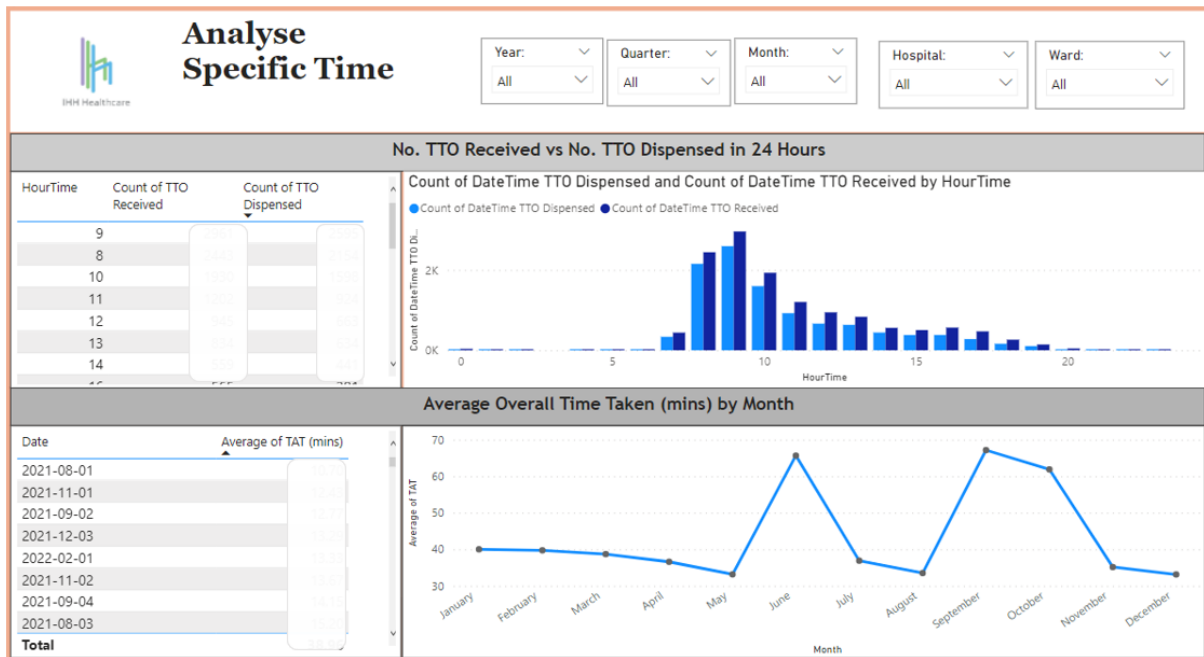 Analyse
Specific Time
IHH Healthcare
Year:
All
Quarter:
All
Month:
All
Hospital:
All
Ward:
All
No. TTO Received vs No. TTO Dispensed in 24 Hours
HourTime Count of TTO Received Count of TTO Dispensed
9
8
10
11
12
13
14
Count of DateTime TTO Dispensed and Count of DateTime TTO Received by HourTime
Count of DateTime TTO Dispensed Count of DateTime TTO Received
Count of DateTime TTO Di...
2K
0K
0 5 10 15 20
HourTime
Average Overall Time Taken (mins) by Month
Date Average of TAT (mins)
2021-08-01
2021-11-01
2021-09-02
2021-12-03
2022-02-01
2021-11-02
2021-09-04
2021-08-03
Total
Average of TAT
70
60
50
40
30
January February March April May June July August September October November December
Month